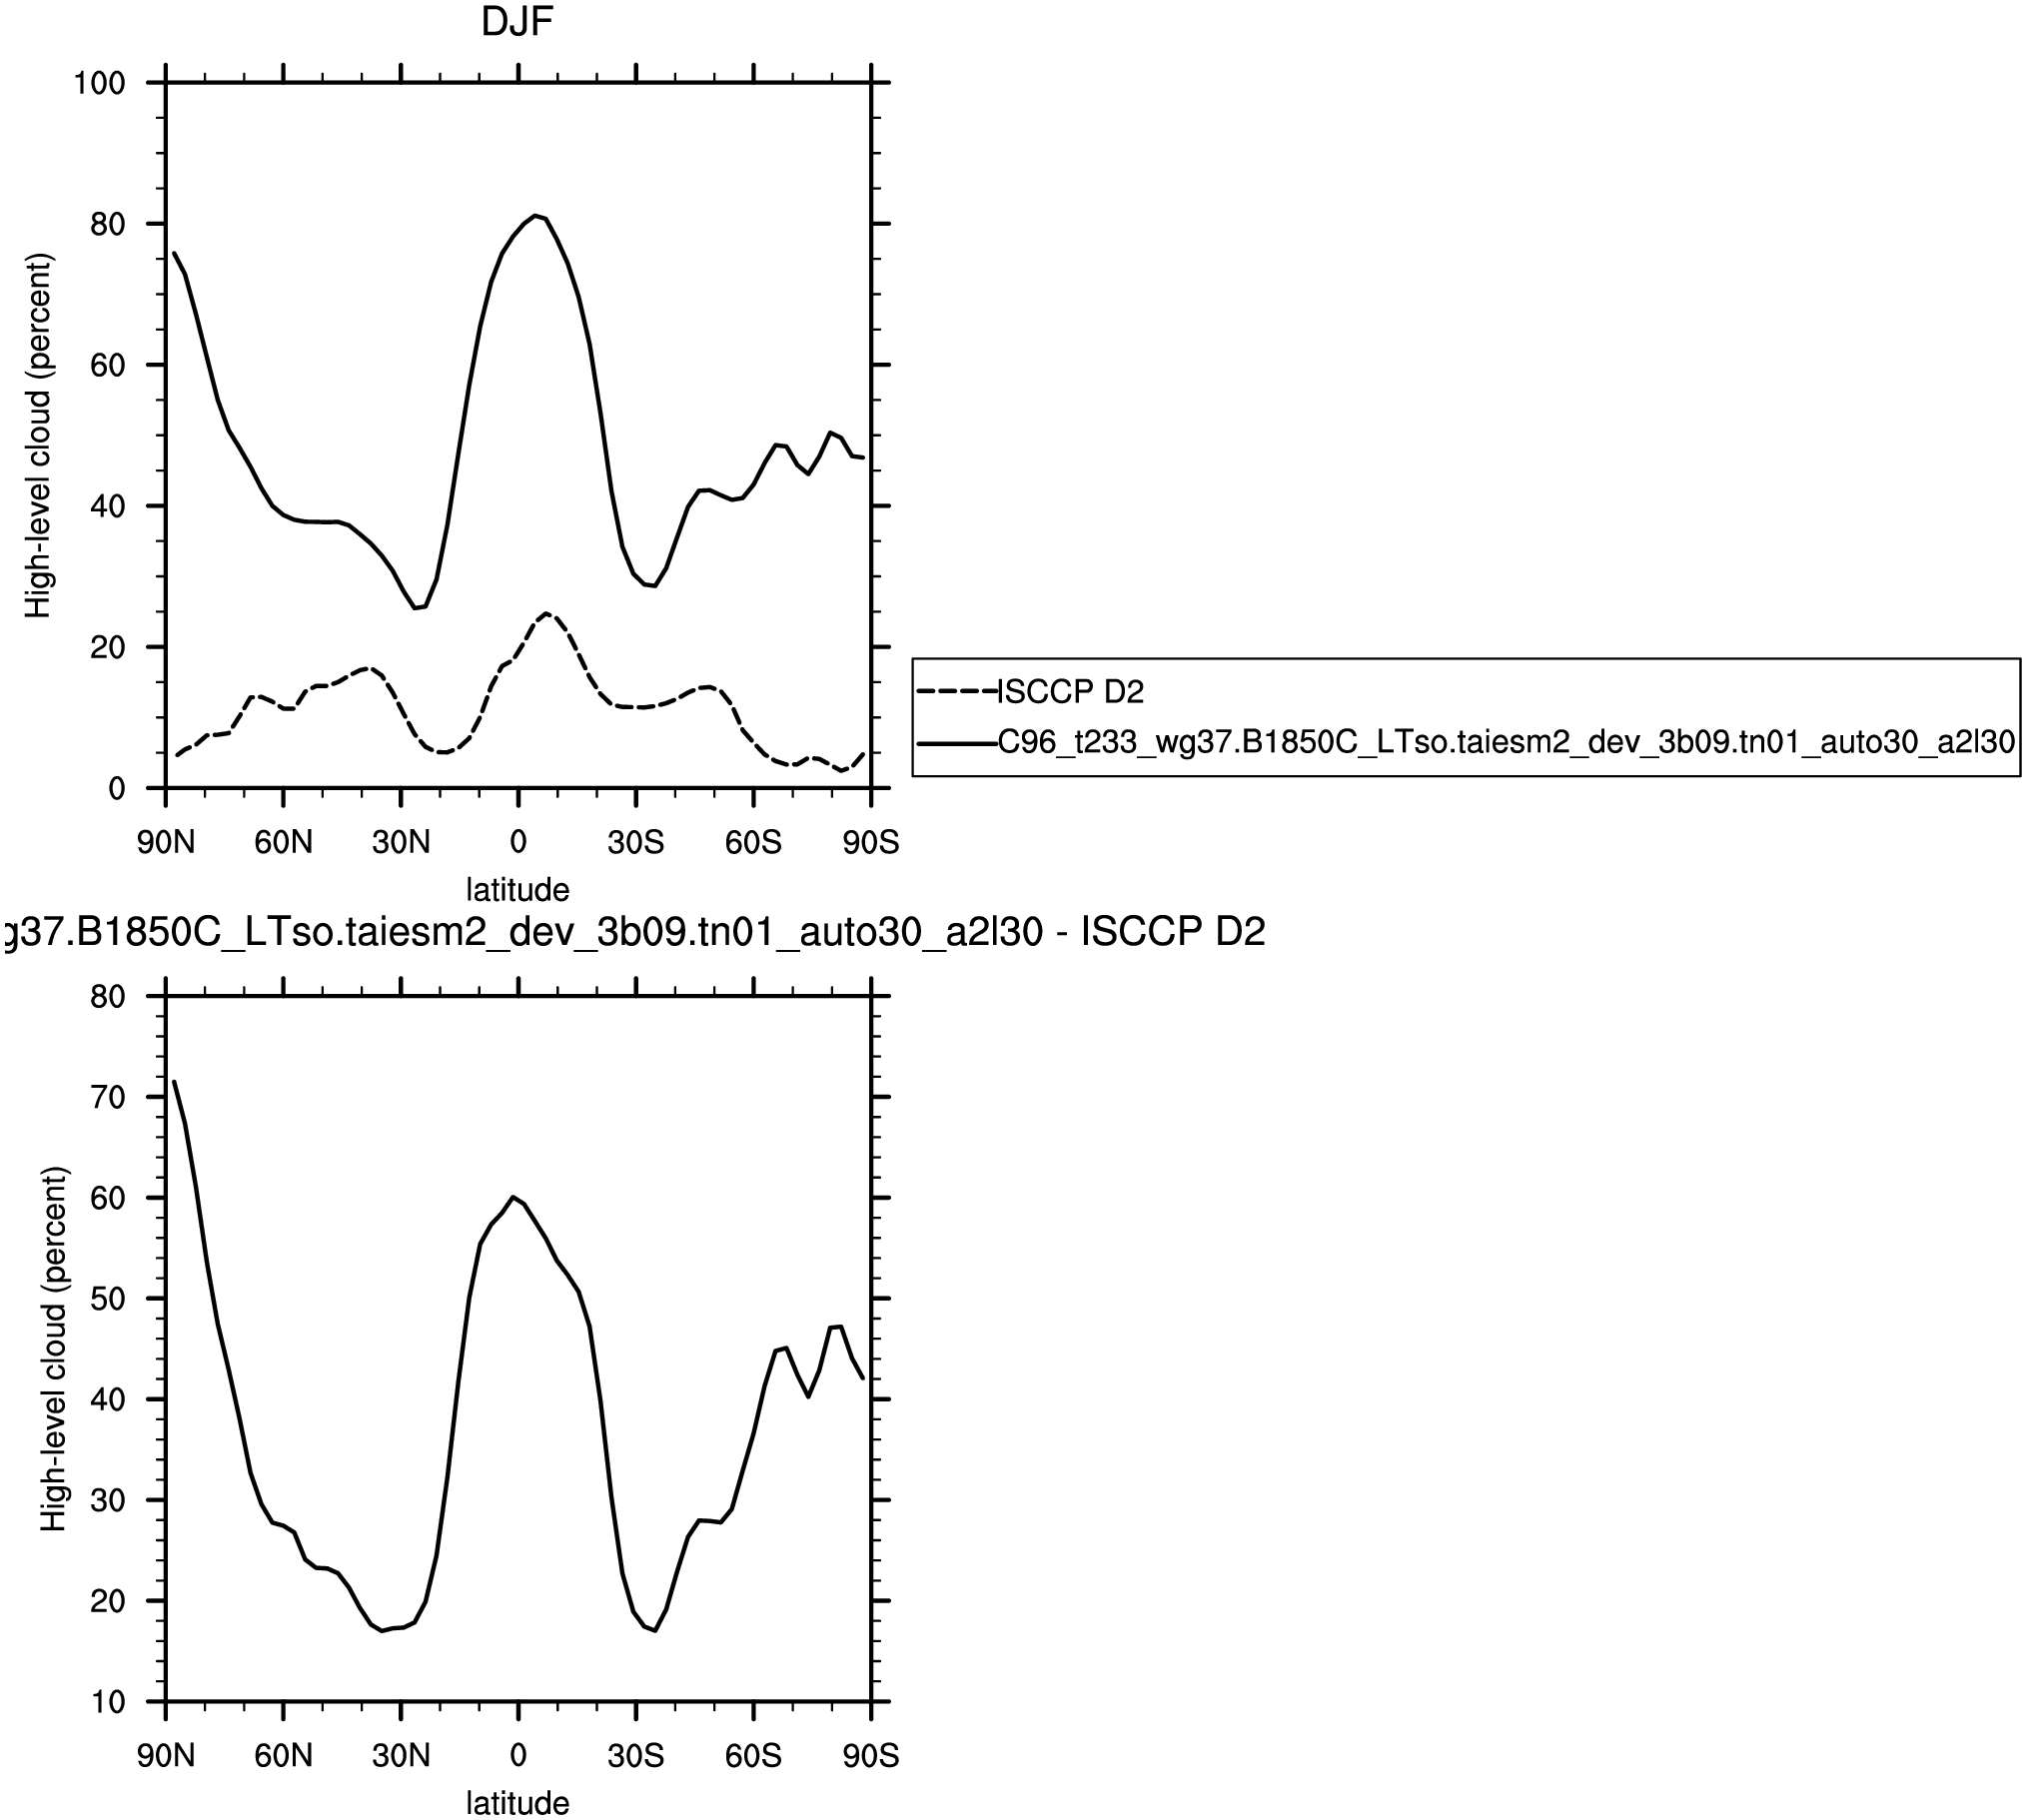 DJF
100
80
60
40
20
0
High-level cloud (percent)
90N 60N 30N 0 30S 60S 90S
latitude
ISCCP D2
C96_t233_wg37.B1850C_LTso.taiesm2_dev_3b09.tn01_auto30_a2l30
g37.B1850C_LTso.taiesm2_dev_3b09.tn01_auto30_a2l30 - ISCCP D2
80
70
60
50
40
30
20
10
High-level cloud (percent)
90N 60N 30N 0 30S 60S 90S
latitude